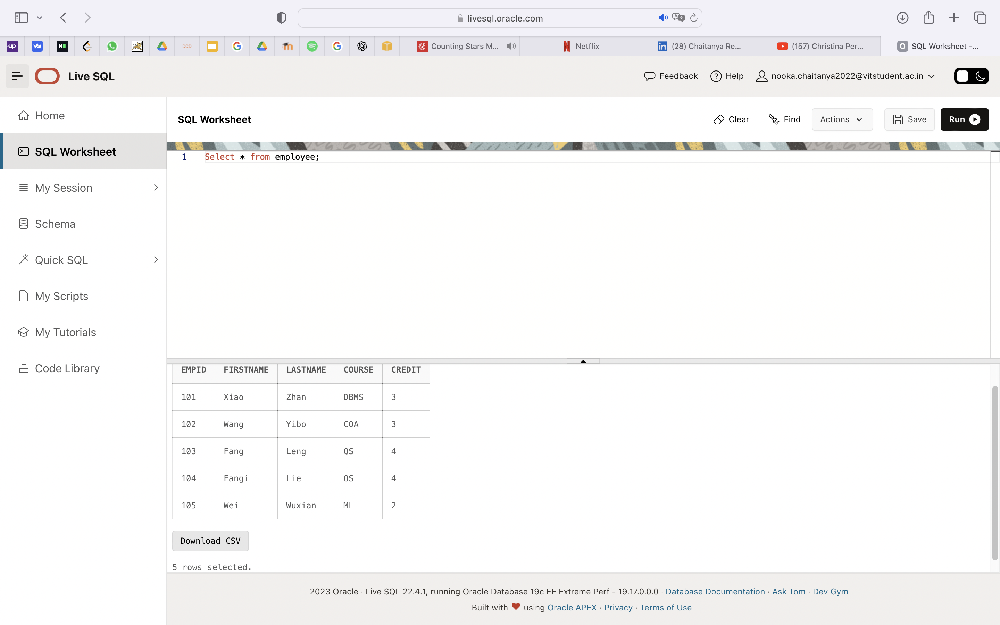 livesql.oracle.com
up
H
DCD
Counting Stars M...
Netflix
in (28) Chaitanya Re...
(157) Christina Per...
O SQL Worksheet -...
Live SQL
Feedback
Help
nooka.chaitanya2022@vitstudent.ac.in
Home
SQL Worksheet
My Session
Schema
Quick SQL
My Scripts
My Tutorials
Code Library
SQL Worksheet
Clear
Find
Actions
Save
Run
1 Select * from employee;
EMPID FIRSTNAME LASTNAME COURSE CREDIT
101 Xiao Zhan DBMS 3
102 Wang Yibo COA 3
103 Fang Leng QS 4
104 Fangi Lie OS 4
105 Wei Wuxian ML 2
Download CSV
5 rows selected.
2023 Oracle · Live SQL 22.4.1, running Oracle Database 19c EE Extreme Perf - 19.17.0.0.0 · Database Documentation · Ask Tom · Dev Gym
Built with ❤ using Oracle APEX · Privacy · Terms of Use